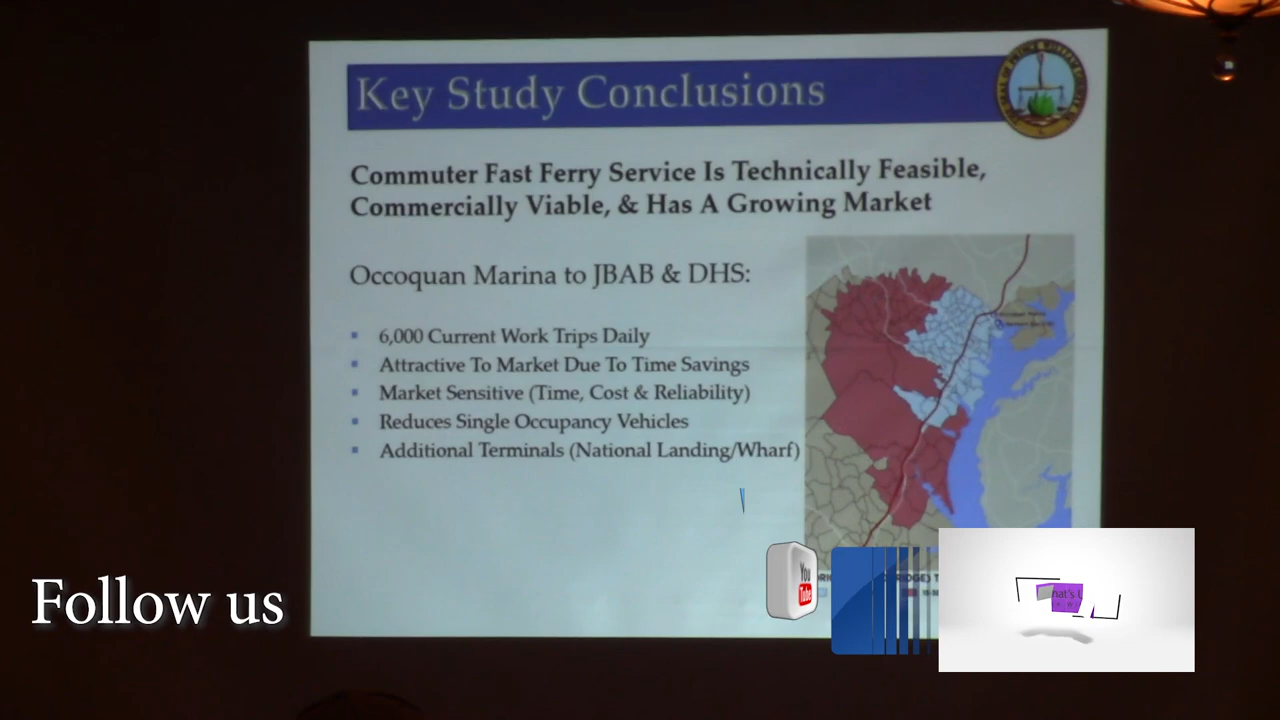 Key Study Conclusions
Commuter Fast Ferry Service Is Technically Feasible,
Commercially Viable, & Has A Growing Market
Occoquan Marina to JBAB & DHS:
6,000 Current Work Trips Daily
Attractive To Market Due To Time Savings
Market Sensitive (Time, Cost & Reliability)
Reduces Single Occupancy Vehicles
Additional Terminals (National Landing/Wharf)
Follow us
You
Tube